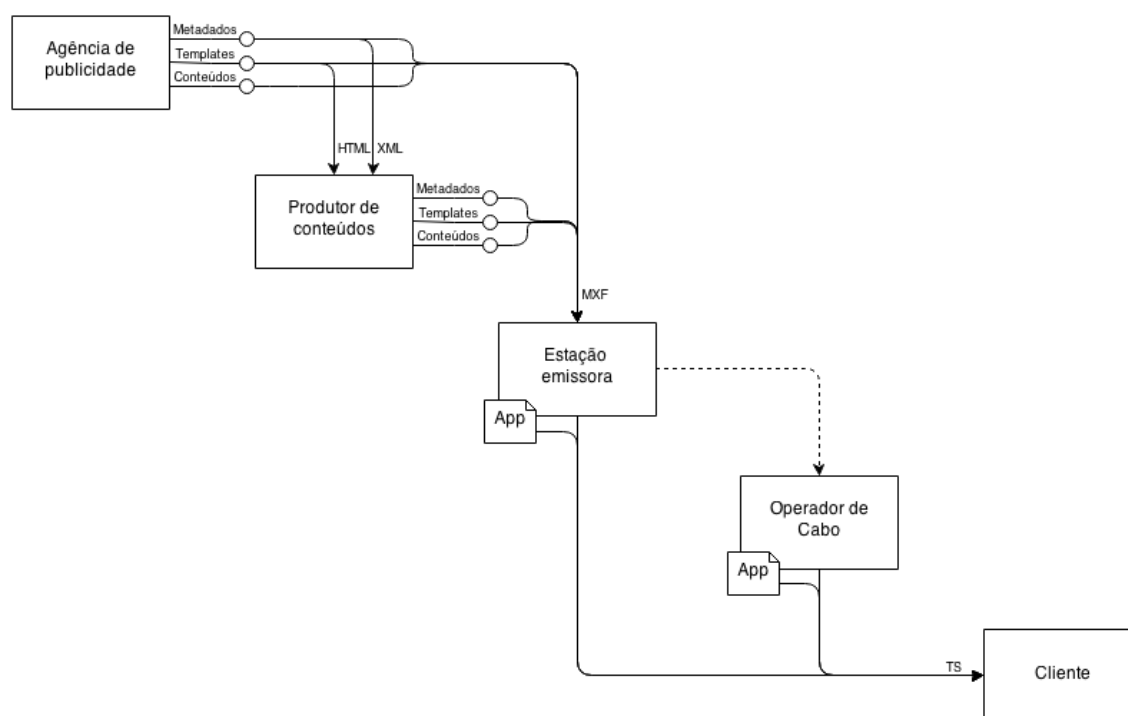 Agência de
publicidade
Metadados
Templates
Conteúdos
HTML XML
Produtor de
conteúdos
Metadados
Templates
Conteúdos
MXF
Estação
emissora
App
Operador de
Cabo
App
TS
Cliente